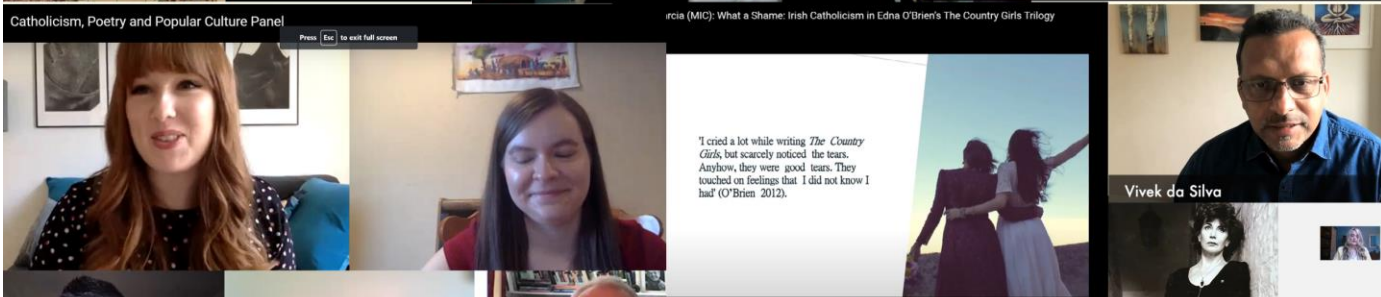 Catholicism, Poetry and Popular Culture Panel
Press Esc to exit full screen
(MIC): What a Shame: Irish Catholicism in Edna O'Brien's The Country Girls Trilogy
'I cried a lot while writing The Country
Girls, but scarcely noticed the tears.
Anyhow, they were good tears. They
touched on feelings that I did not know I
had' (O'Brien 2012).
Vivek da Silva